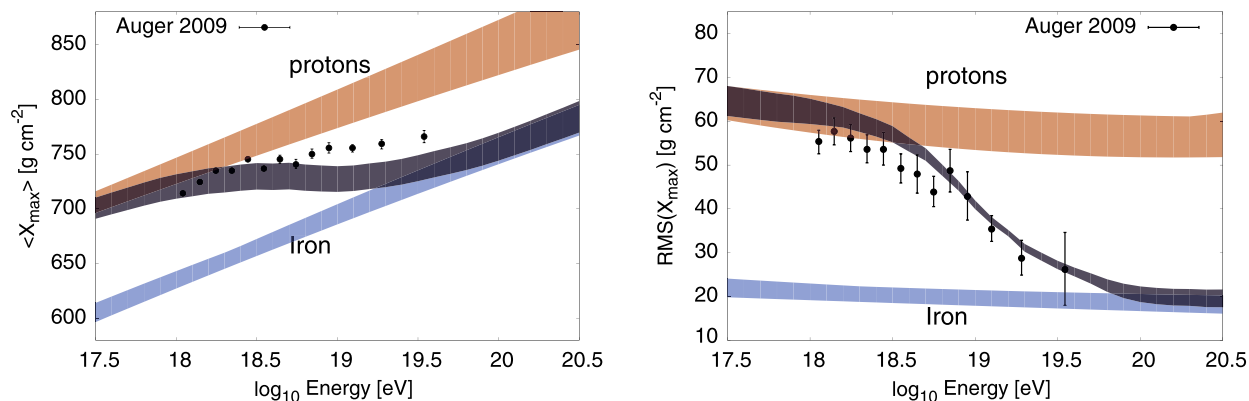 Auger 2009
protons
Iron
<X_max> [g cm^-2]
850
800
750
700
650
600
17.5 18 18.5 19 19.5 20 20.5
log_10 Energy [eV]
Auger 2009
protons
Iron
RMS(X_max) [g cm^-2]
80
70
60
50
40
30
20
10
17.5 18 18.5 19 19.5 20 20.5
log_10 Energy [eV]